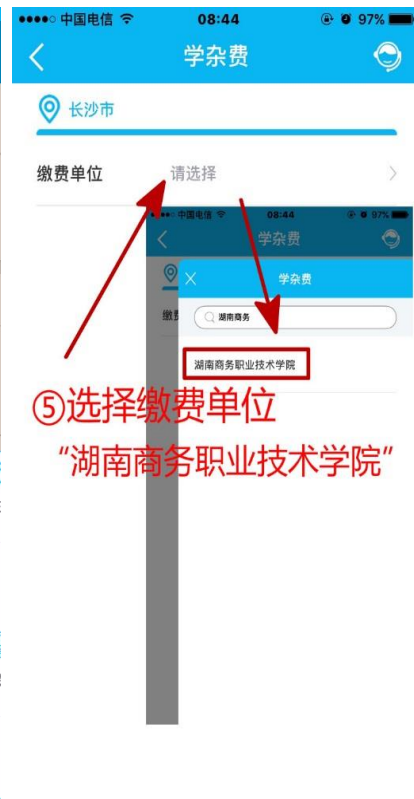 中国电信 08:44 97%
学杂费
长沙市
缴费单位 请选择
中国电信 08:44 97%
学杂费
学杂费
缴费
湖南商务
湖南商务职业技术学院
⑤选择缴费单位
“湖南商务职业技术学院”